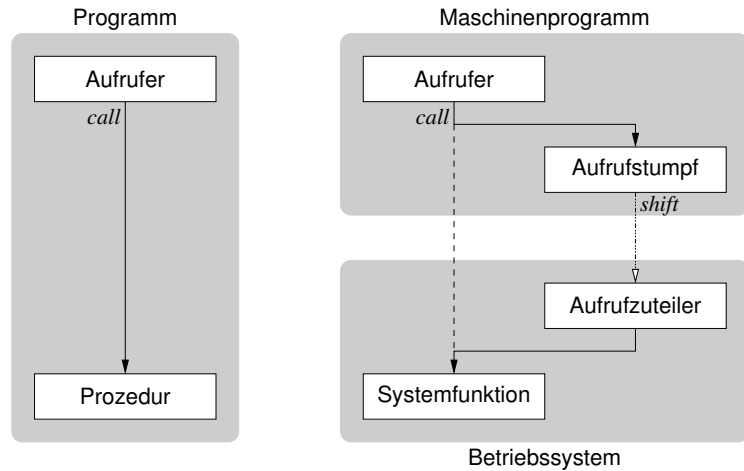 Programm
Aufrufer
call
Prozedur
Maschinenprogramm
Aufrufer
call
Aufrufstumpf
shift
Aufrufzuteiler
Systemfunktion
Betriebssystem